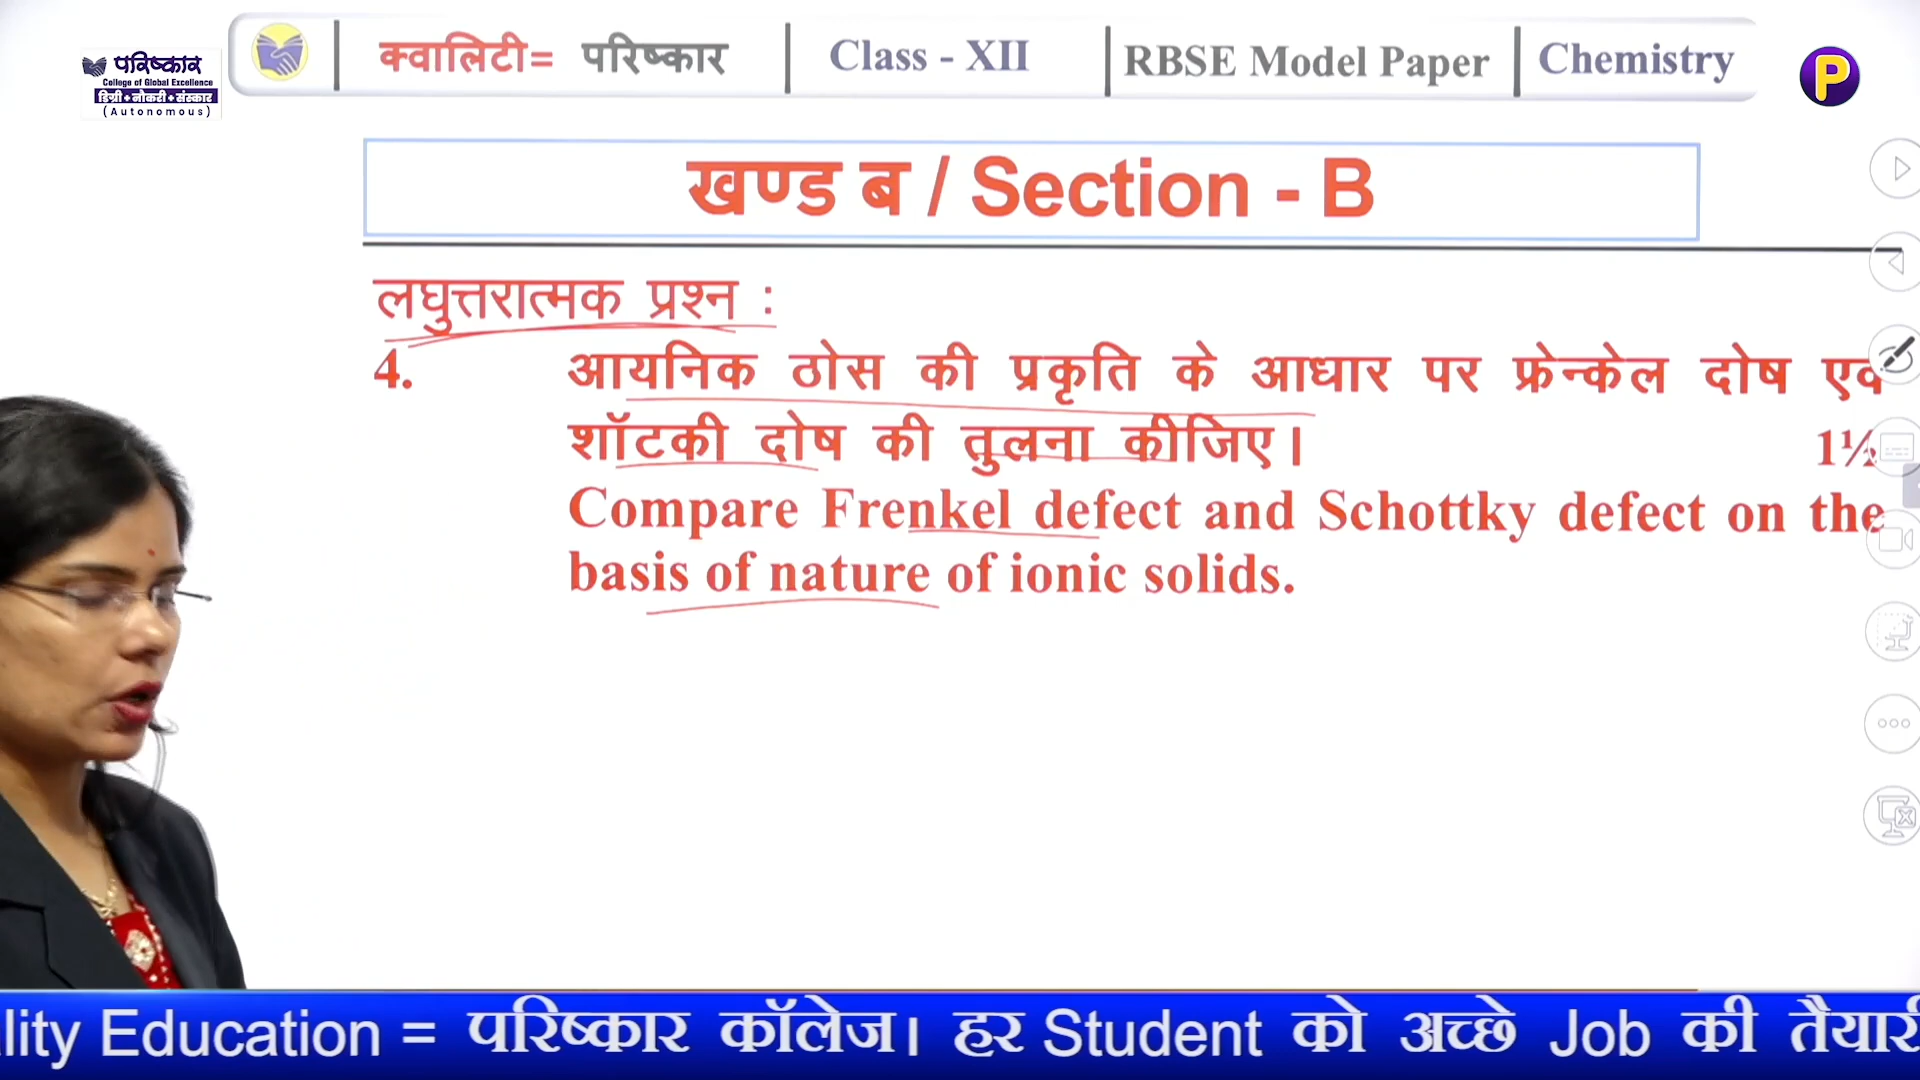 परिष्कार
College of Global Excellence
डिग्री + नौकरी + संस्कार
(Autonomous)
क्वालिटी= परिष्कार
Class - XII
RBSE Model Paper
Chemistry
P
खण्ड ब / Section - B
लघुत्तरात्मक प्रश्न :
4. आयनिक ठोस की प्रकृति के आधार पर फ्रेन्केल दोष एव
शॉटकी दोष की तुलना कीजिए। 1½
Compare Frenkel defect and Schottky defect on the
basis of nature of ionic solids.
lity Education = परिष्कार कॉलेज। हर Student को अच्छे Job की तैयारी